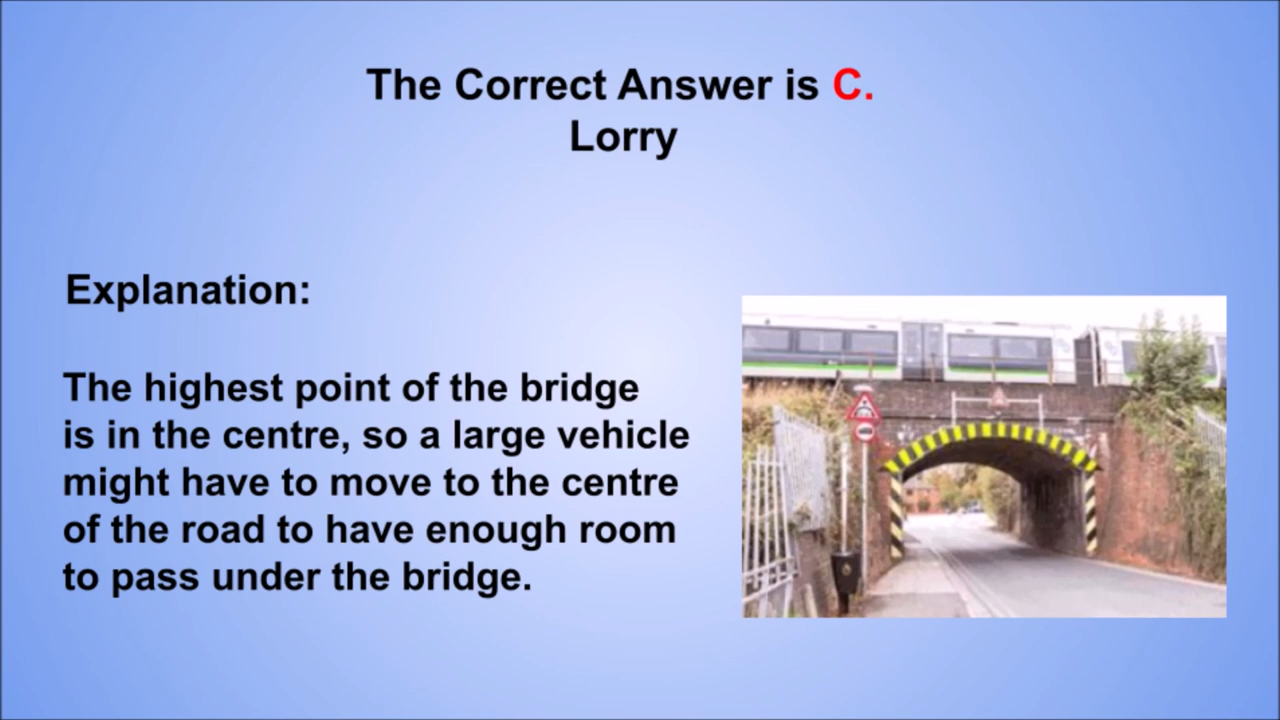 The Correct Answer is C.
Lorry
Explanation:
The highest point of the bridge
is in the centre, so a large vehicle
might have to move to the centre
of the road to have enough room
to pass under the bridge.